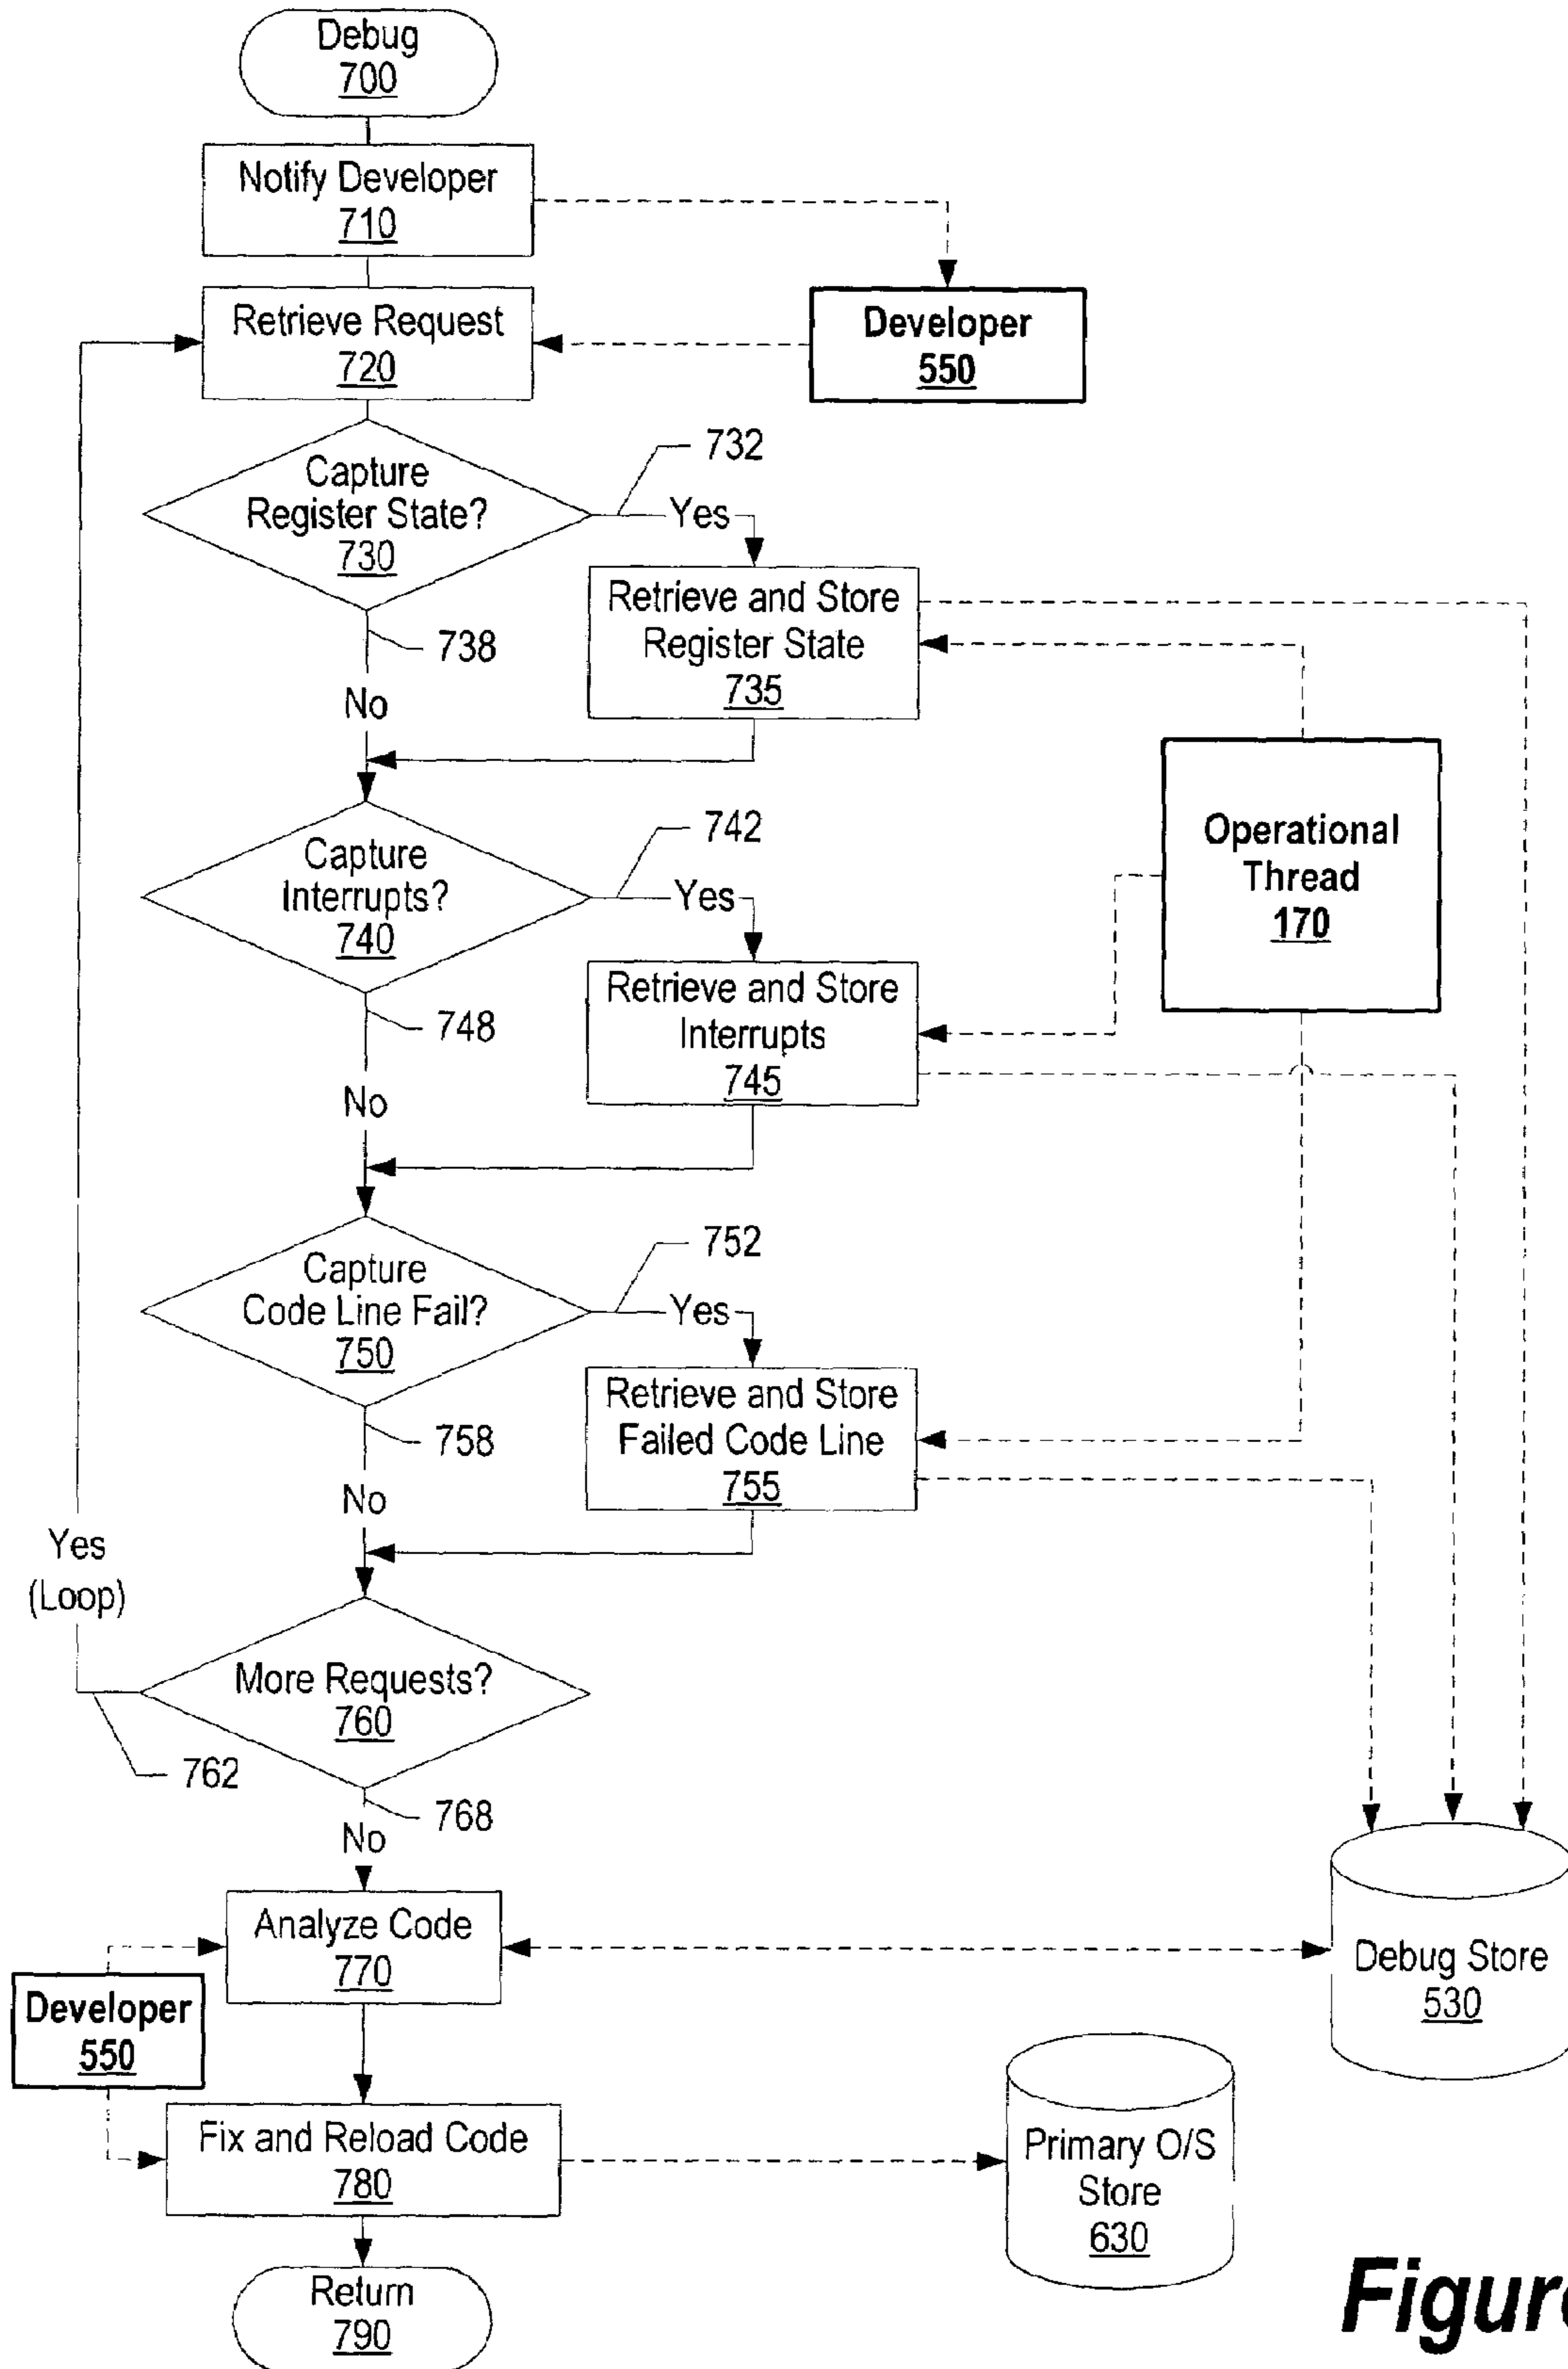 Debug
700
Notify Developer
710
Retrieve Request
720
Developer
550
Capture
Register State?
730
732
Yes
Retrieve and Store
Register State
735
738
No
Operational
Thread
170
Capture
Interrupts?
740
742
Yes
Retrieve and Store
Interrupts
745
748
No
Capture
Code Line Fail?
750
752
Yes
Retrieve and Store
Failed Code Line
755
758
No
Yes
(Loop)
More Requests?
760
762
768
No
Analyze Code
770
Debug Store
530
Developer
550
Fix and Reload Code
780
Primary O/S
Store
630
Return
790
Figure